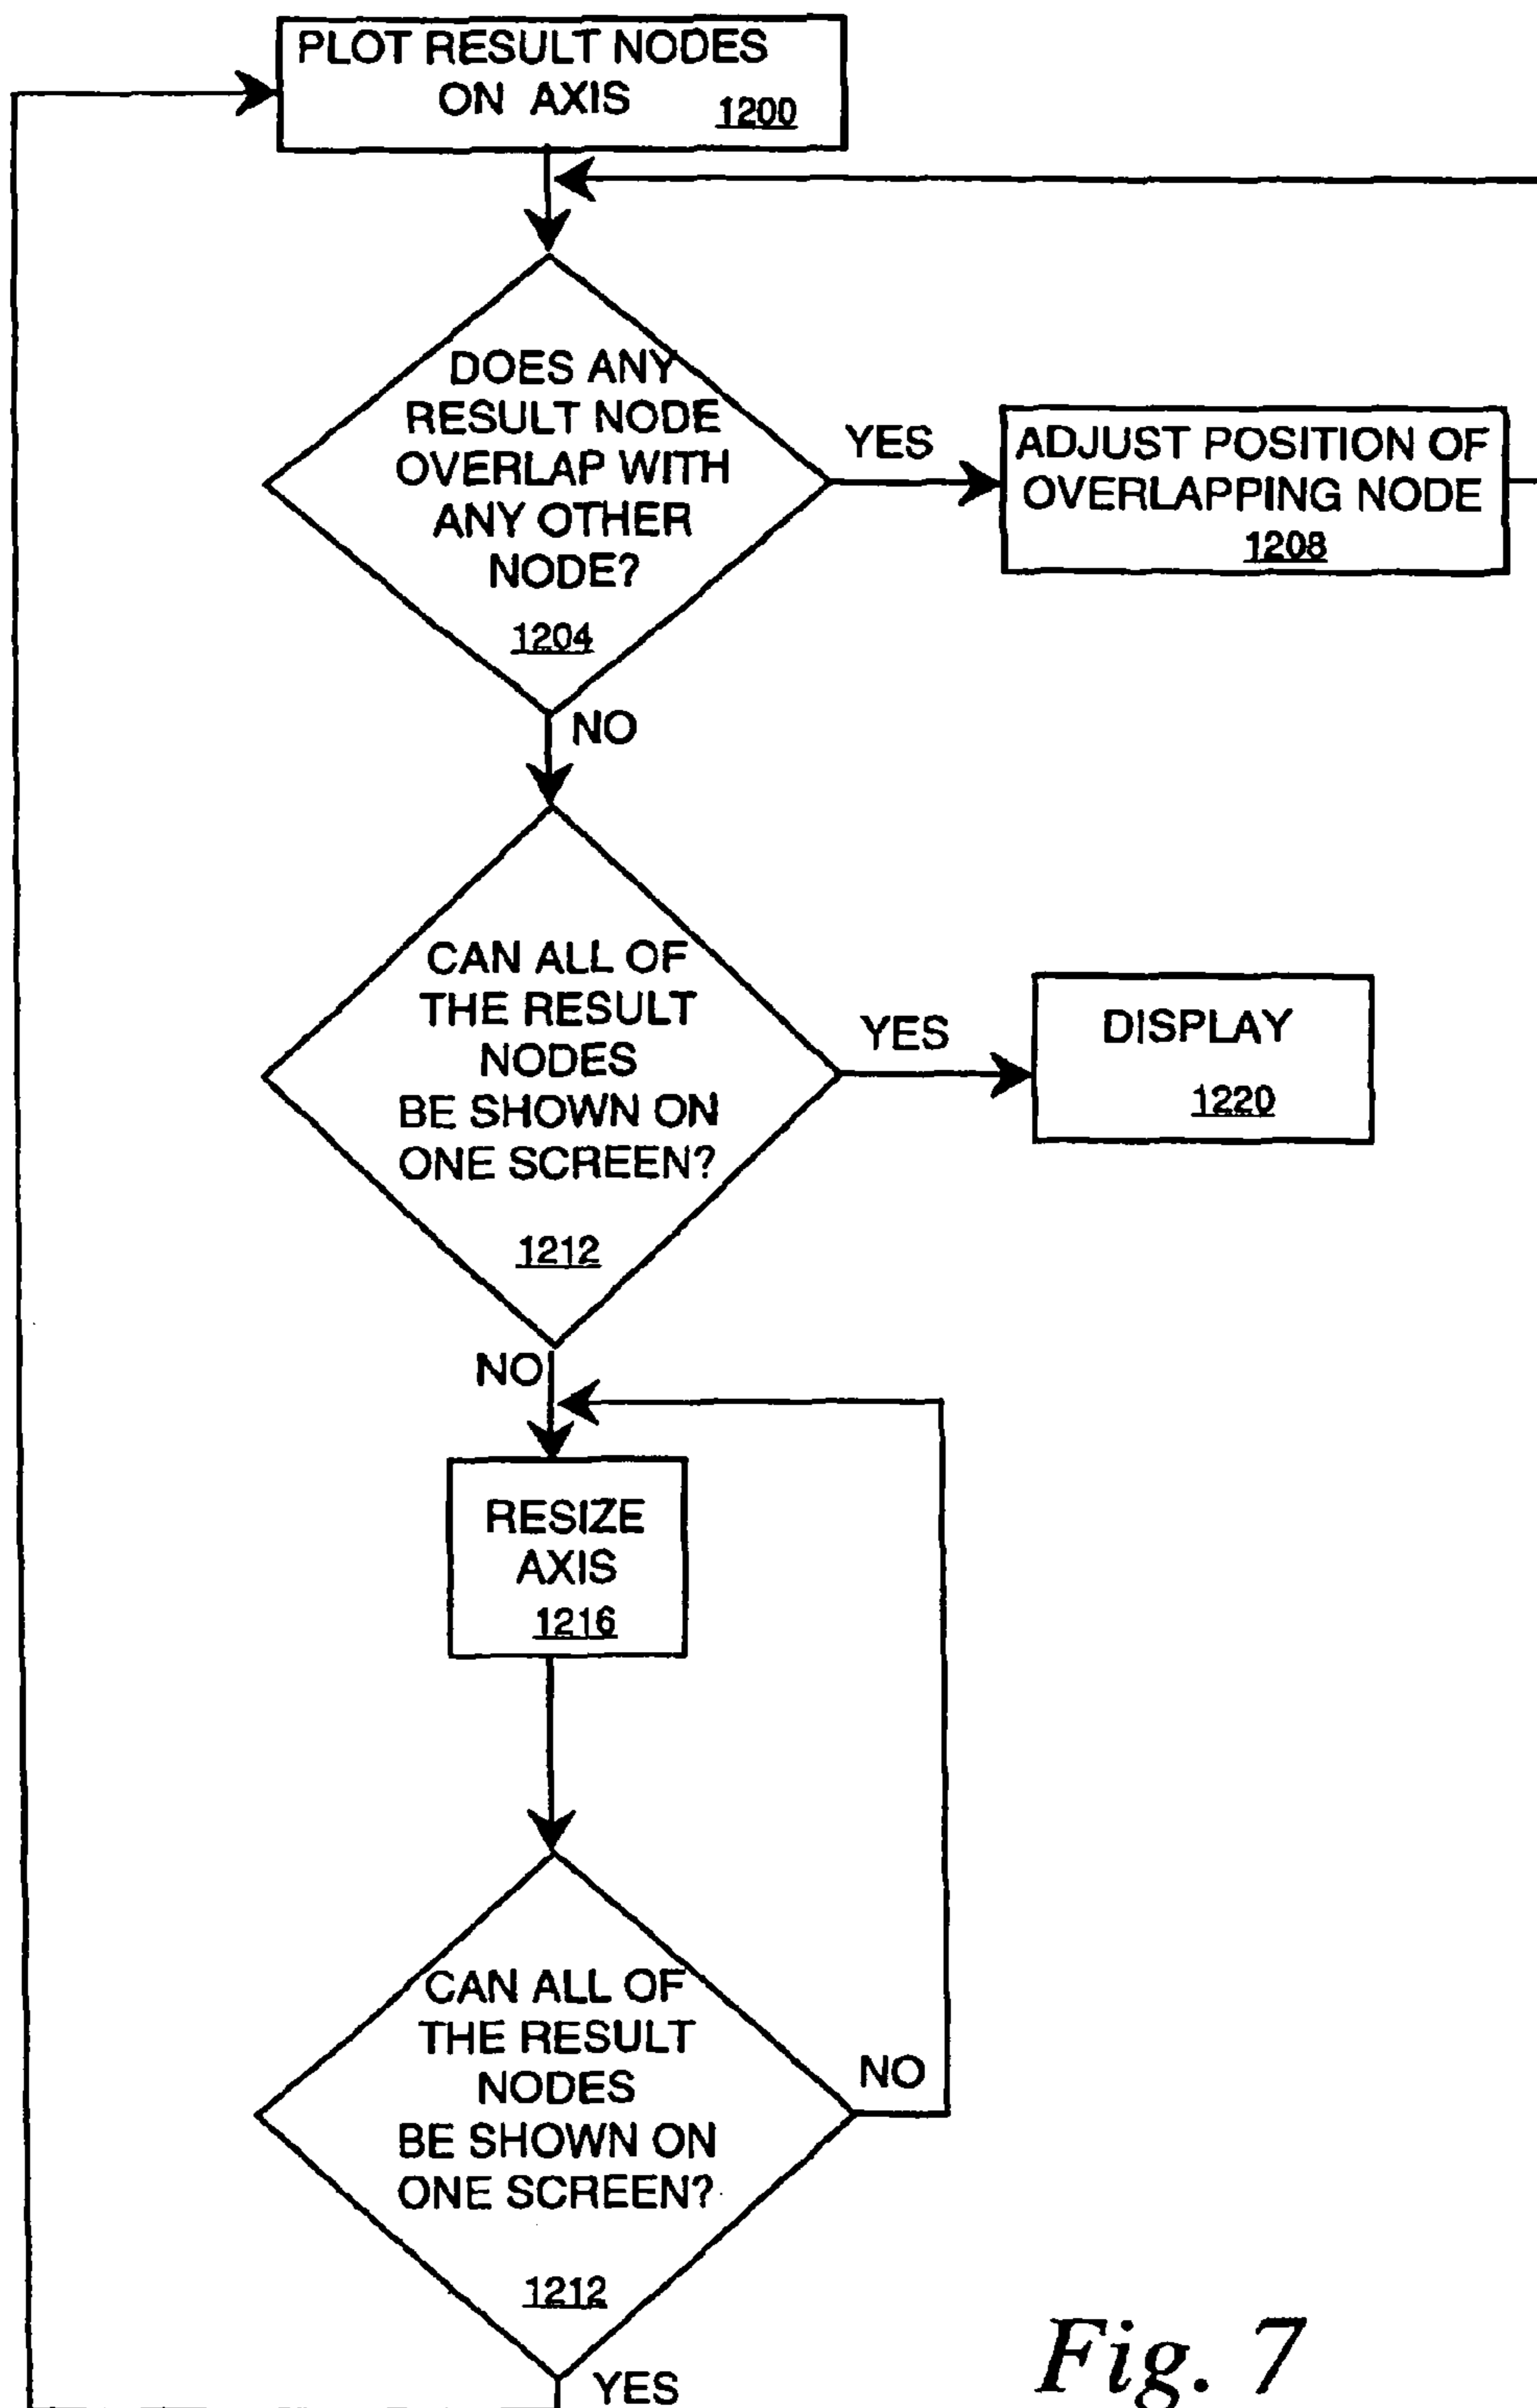 PLOT RESULT NODES
ON AXIS 1200
DOES ANY
RESULT NODE
OVERLAP WITH
ANY OTHER
NODE?
1204
YES
ADJUST POSITION OF
OVERLAPPING NODE
1208
NO
CAN ALL OF
THE RESULT
NODES
BE SHOWN ON
ONE SCREEN?
1212
YES
DISPLAY
1220
NO
RESIZE
AXIS
1216
CAN ALL OF
THE RESULT
NODES
BE SHOWN ON
ONE SCREEN?
1212
NO
YES
Fig. 7